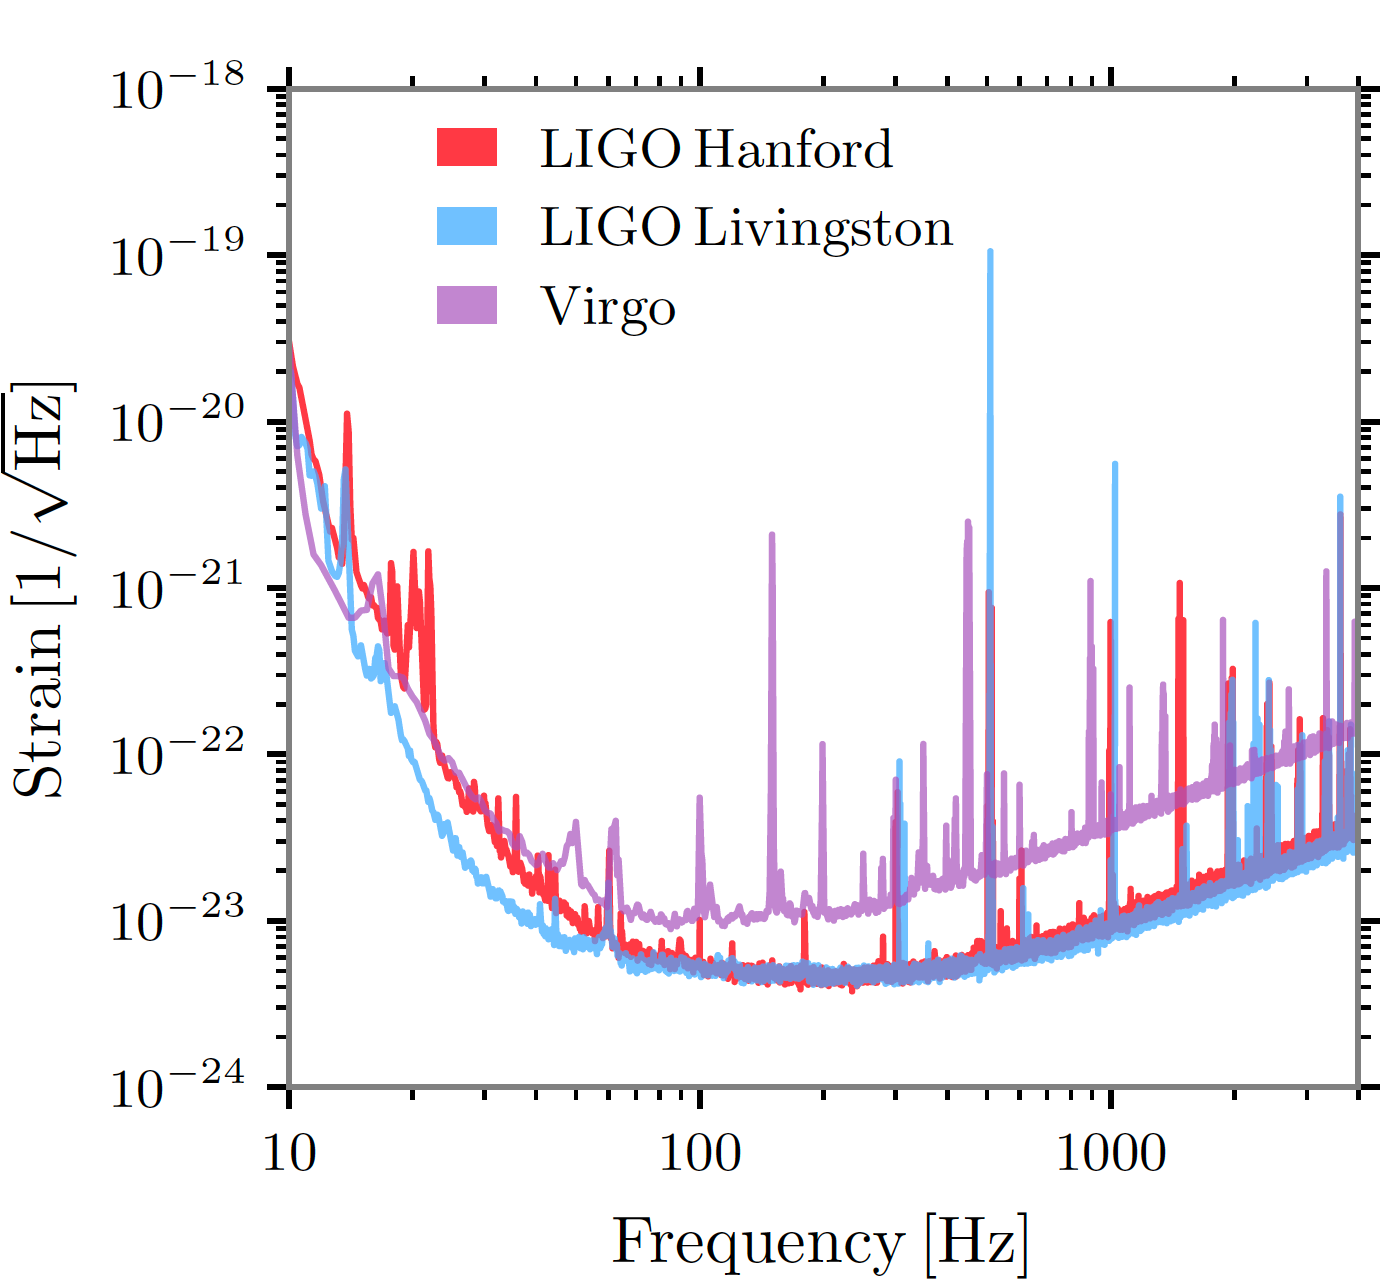 10⁻¹⁸
10⁻¹⁹
10⁻²⁰
10⁻²¹
10⁻²²
10⁻²³
10⁻²⁴
Strain [1/√Hz]
LIGO Hanford
LIGO Livingston
Virgo
10 100 1000
Frequency [Hz]